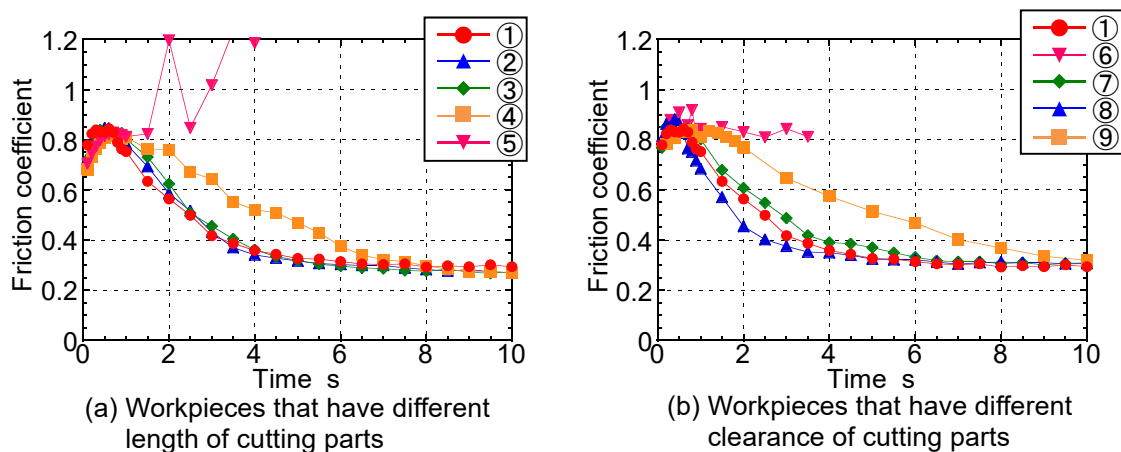 1.2
1
0.8
0.6
0.4
0.2
0
Friction coefficient
0 2 4 6 8 10
Time s
①
②
③
④
⑤
(a) Workpieces that have different
length of cutting parts
1.2
1
0.8
0.6
0.4
0.2
0
Friction coefficient
0 2 4 6 8 10
Time s
①
⑥
⑦
⑧
⑨
(b) Workpieces that have different
clearance of cutting parts